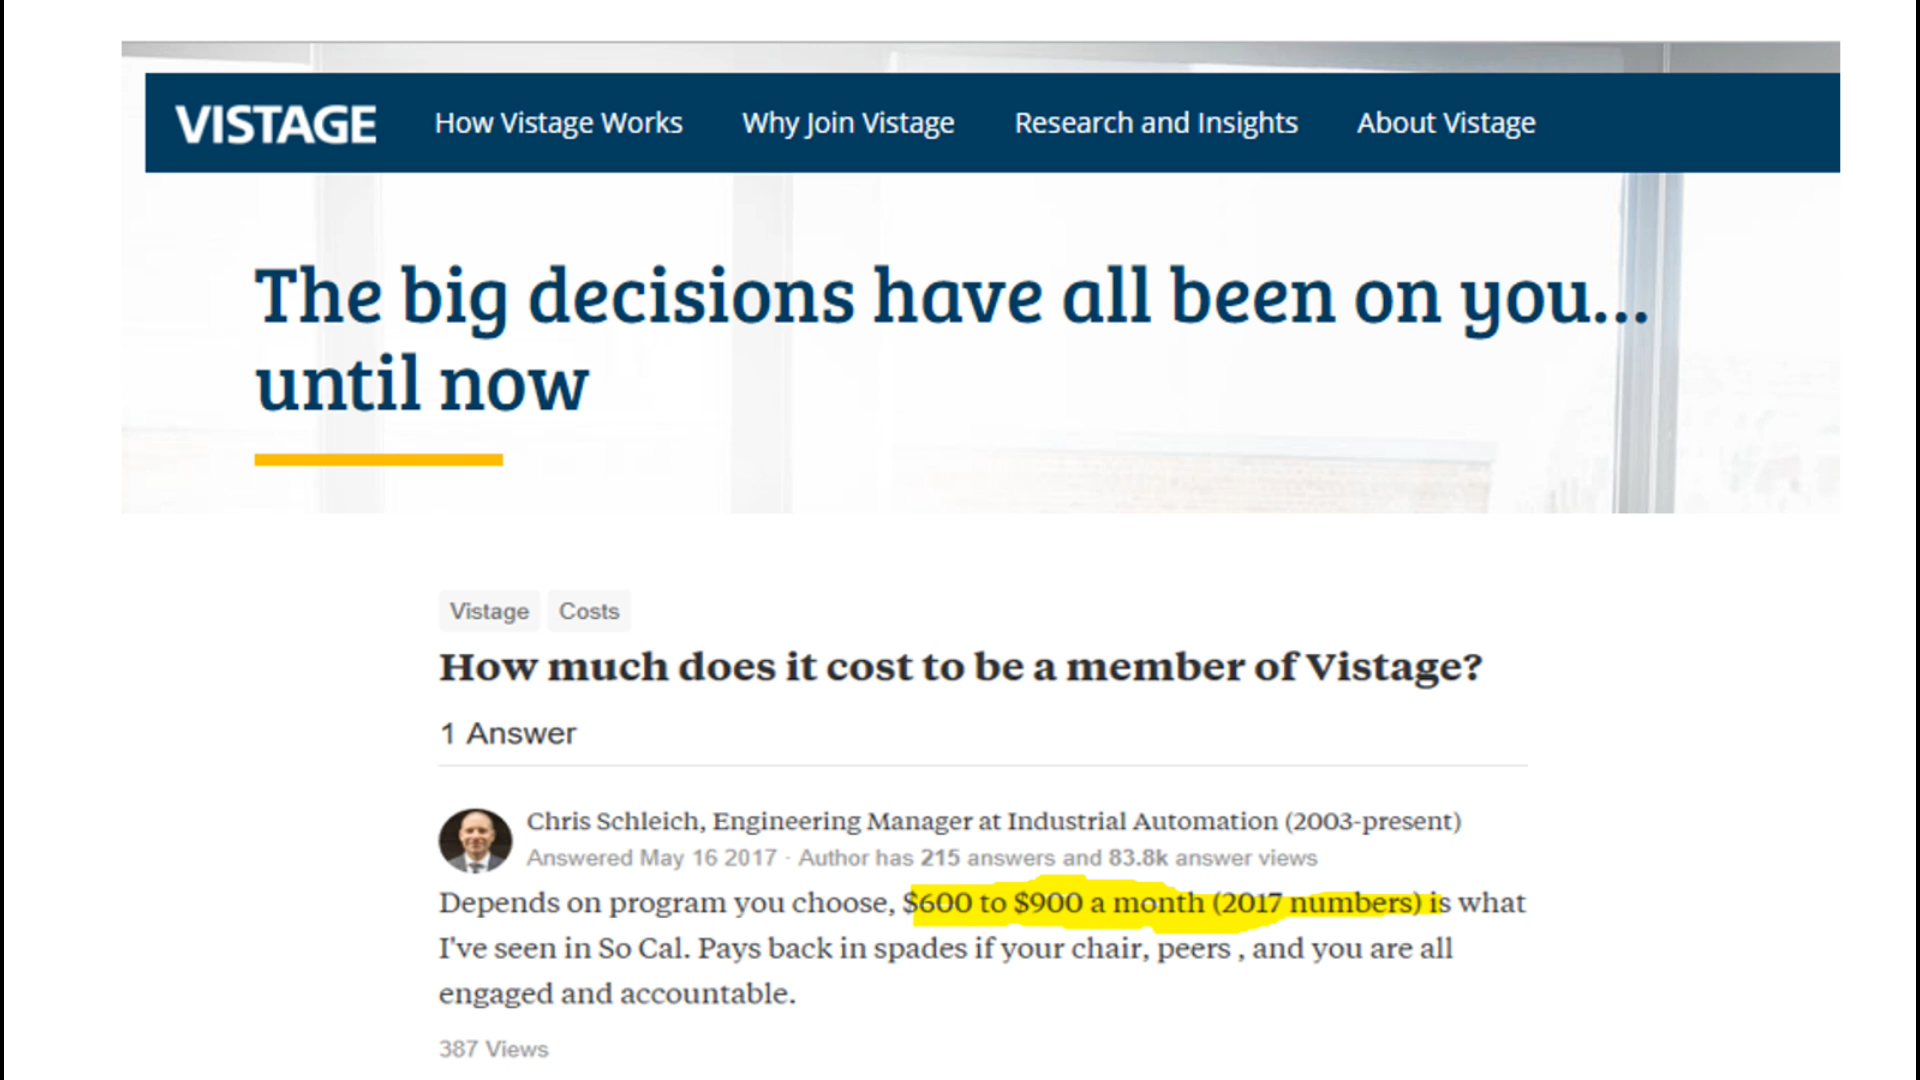 VISTAGE How Vistage Works Why Join Vistage Research and Insights About Vistage
The big decisions have all been on you...
until now
Vistage Costs
How much does it cost to be a member of Vistage?
1 Answer
Chris Schleich, Engineering Manager at Industrial Automation (2003-present)
Answered May 16 2017 · Author has 215 answers and 83.8k answer views
Depends on program you choose, $600 to $900 a month (2017 numbers) is what
I've seen in So Cal. Pays back in spades if your chair, peers , and you are all
engaged and accountable.
387 Views